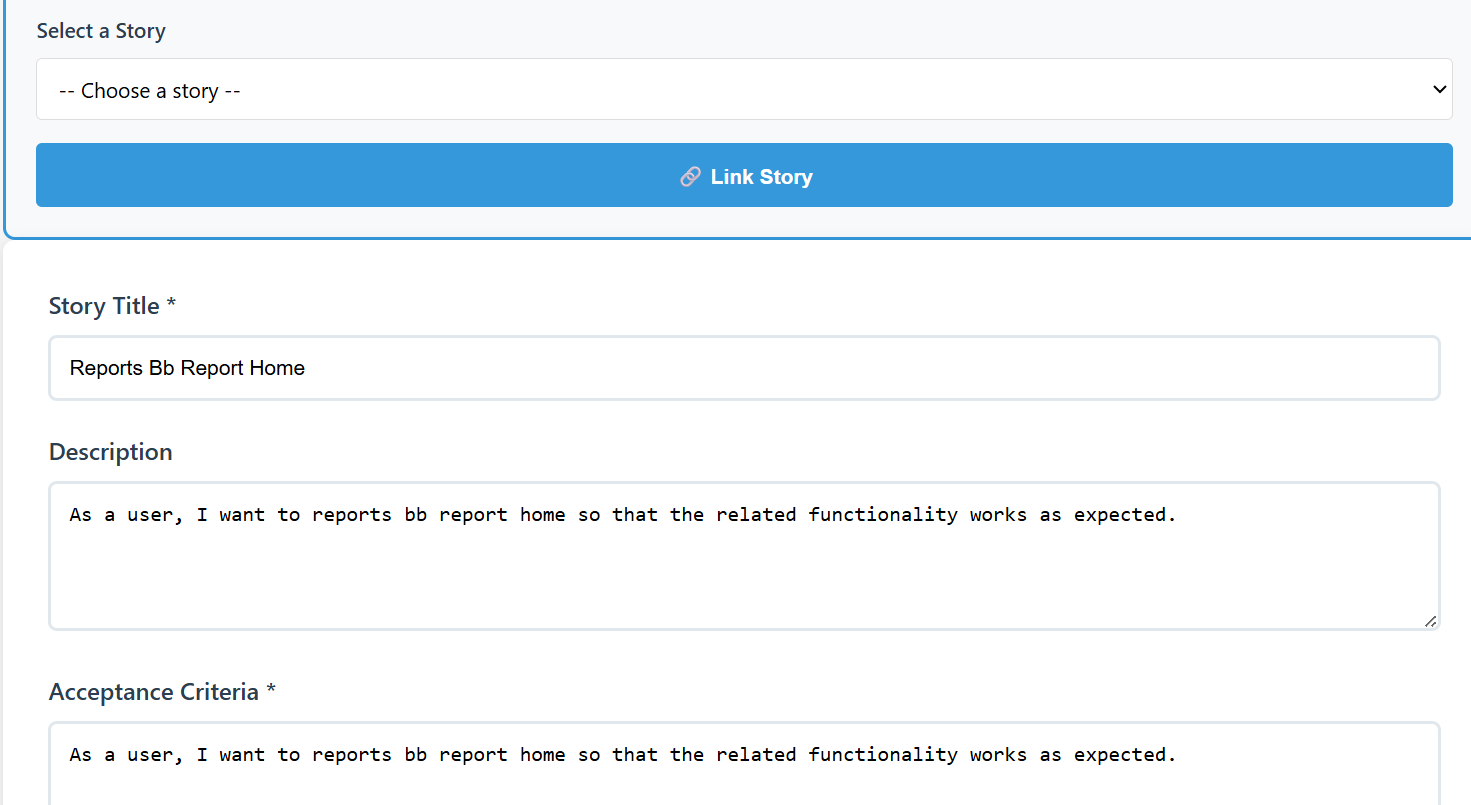 Select a Story
-- Choose a story --
🔗 Link Story
Story Title *
Reports Bb Report Home
Description
As a user, I want to reports bb report home so that the related functionality works as expected.
Acceptance Criteria *
As a user, I want to reports bb report home so that the related functionality works as expected.